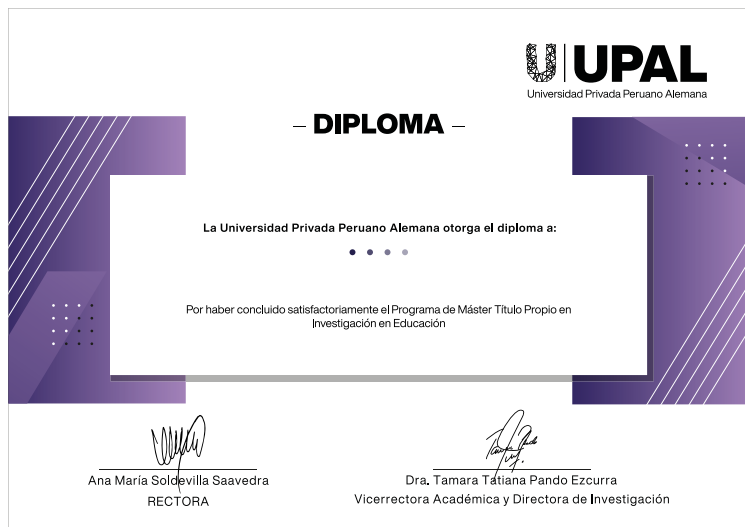 UPAL
Universidad Privada Peruano Alemana
– DIPLOMA –
La Universidad Privada Peruano Alemana otorga el diploma a:
Por haber concluido satisfactoriamente el Programa de Máster Título Propio en
Investigación en Educación
Ana María Soldevilla Saavedra
RECTORA
Dra. Tamara Tatiana Pando Ezcurra
Vicerrectora Académica y Directora de Investigación